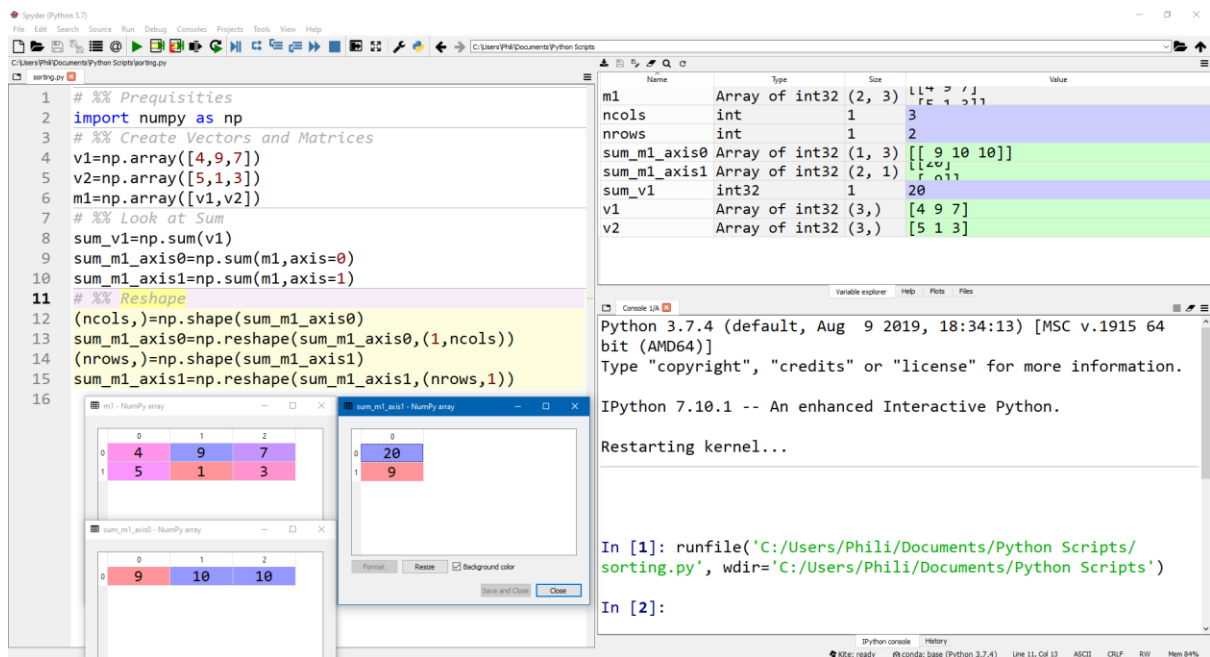 Spyder (Python 3.7)
File Edit Search Source Run Debug Consoles Projects Tools View Help
C:\Users\Phili\Documents\Python Scripts
C:\Users\Phili\Documents\Python Scripts\sorting.py
sorting.py
1 # %% Prequisities
2 import numpy as np
3 # %% Create Vectors and Matrices
4 v1=np.array([4,9,7])
5 v2=np.array([5,1,3])
6 m1=np.array([v1,v2])
7 # %% Look at Sum
8 sum_v1=np.sum(v1)
9 sum_m1_axis0=np.sum(m1,axis=0)
10 sum_m1_axis1=np.sum(m1,axis=1)
11 # %% Reshape
12 (ncols,)=np.shape(sum_m1_axis0)
13 sum_m1_axis0=np.reshape(sum_m1_axis0,(1,ncols))
14 (nrows,)=np.shape(sum_m1_axis1)
15 sum_m1_axis1=np.reshape(sum_m1_axis1,(nrows,1))
16
m1 - NumPy array
0 1 2
0 4 9 7
1 5 1 3
sum_m1_axis0 - NumPy array
0 1 2
0 9 10 10
sum_m1_axis1 - NumPy array
0
0 20
1 9
Format Resize Background color
Save and Close Close
Name Type Size Value
m1 Array of int32 (2, 3) [[4 9 7]
[5 1 3]]
ncols int 1 3
nrows int 1 2
sum_m1_axis0 Array of int32 (1, 3) [[ 9 10 10]]
sum_m1_axis1 Array of int32 (2, 1) [[20]
[ 9]]
sum_v1 int32 1 20
v1 Array of int32 (3,) [4 9 7]
v2 Array of int32 (3,) [5 1 3]
Variable explorer Help Plots Files
Console 1/A
Python 3.7.4 (default, Aug  9 2019, 18:34:13) [MSC v.1915 64
bit (AMD64)]
Type "copyright", "credits" or "license" for more information.
IPython 7.10.1 -- An enhanced Interactive Python.
Restarting kernel...
In [1]: runfile('C:/Users/Phili/Documents/Python Scripts/
sorting.py', wdir='C:/Users/Phili/Documents/Python Scripts')
In [2]:
IPython console History
Kite: ready conda: base (Python 3.7.4) Line 11, Col 13 ASCII CRLF RW Mem 84%